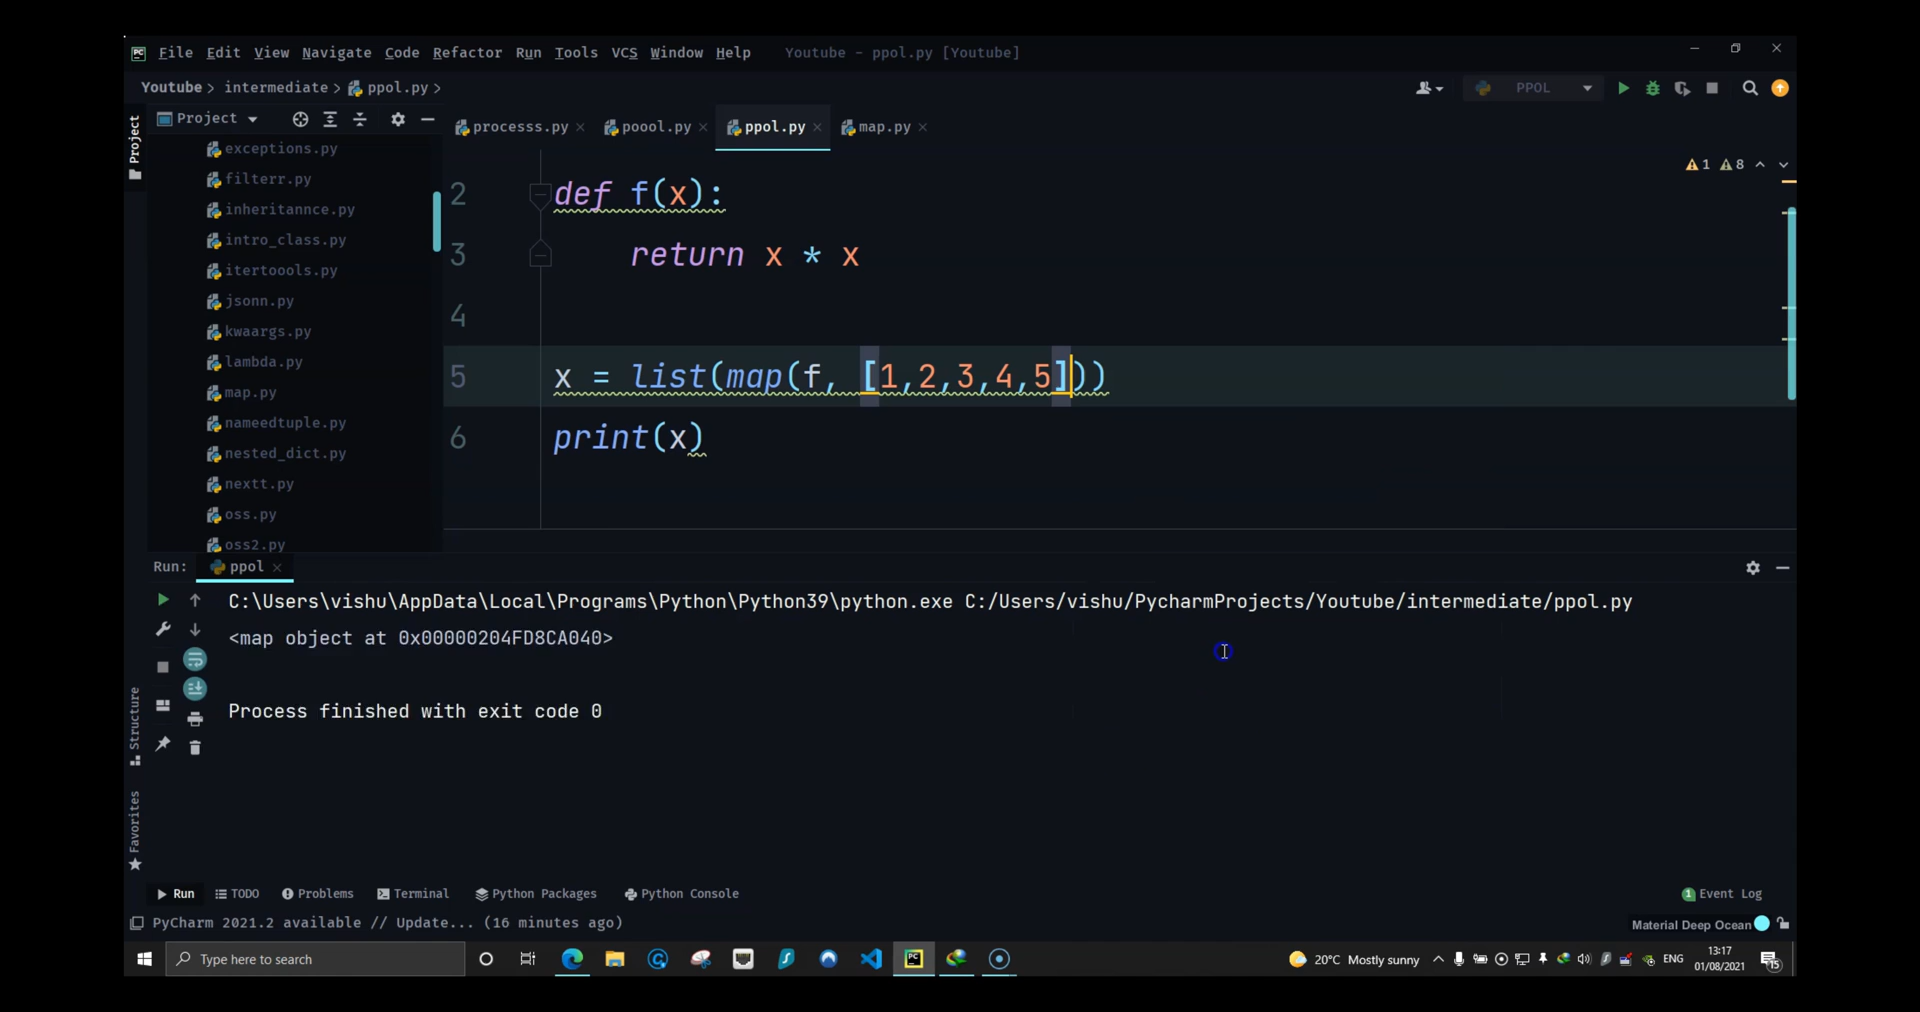 PC File Edit View Navigate Code Refactor Run Tools VCS Window Help Youtube - ppol.py [Youtube]
Youtube > intermediate > ppol.py > PPOL
Project
Project
processs.py
poool.py
ppol.py
map.py
exceptions.py
filterr.py
inheritannce.py
intro_class.py
itertoools.py
jsonn.py
kwaargs.py
lambda.py
map.py
nameedtuple.py
nested_dict.py
nextt.py
oss.py
oss2.py
1 8
2 def f(x):
3 return x * x
4
5 x = list(map(f, [1,2,3,4,5]))
6 print(x)
Run: ppol
C:\Users\vishu\AppData\Local\Programs\Python\Python39\python.exe C:/Users/vishu/PycharmProjects/Youtube/intermediate/ppol.py
<map object at 0x00000204FD8CA040>
Process finished with exit code 0
Structure
Favorites
Run TODO Problems Terminal Python Packages Python Console 1 Event Log
PyCharm 2021.2 available // Update... (16 minutes ago) Material Deep Ocean
Type here to search PC 20°C Mostly sunny ENG 13:17
01/08/2021 15